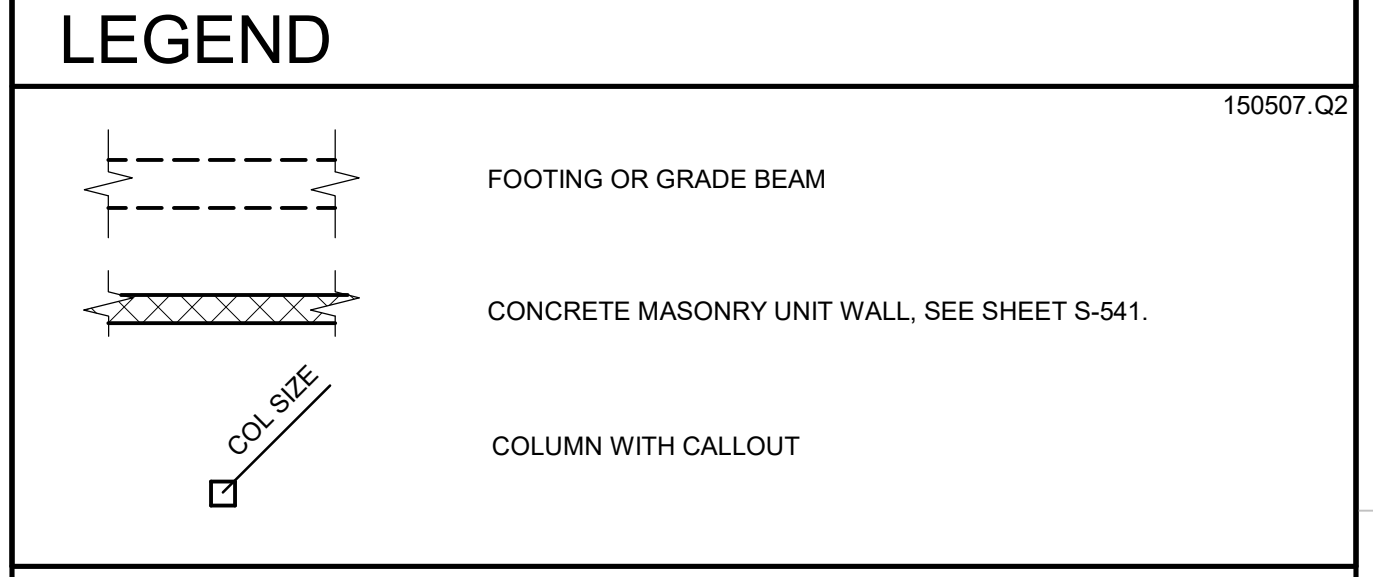 LEGEND
150507.Q2
FOOTING OR GRADE BEAM
CONCRETE MASONRY UNIT WALL, SEE SHEET S-541.
COL SIZE
COLUMN WITH CALLOUT